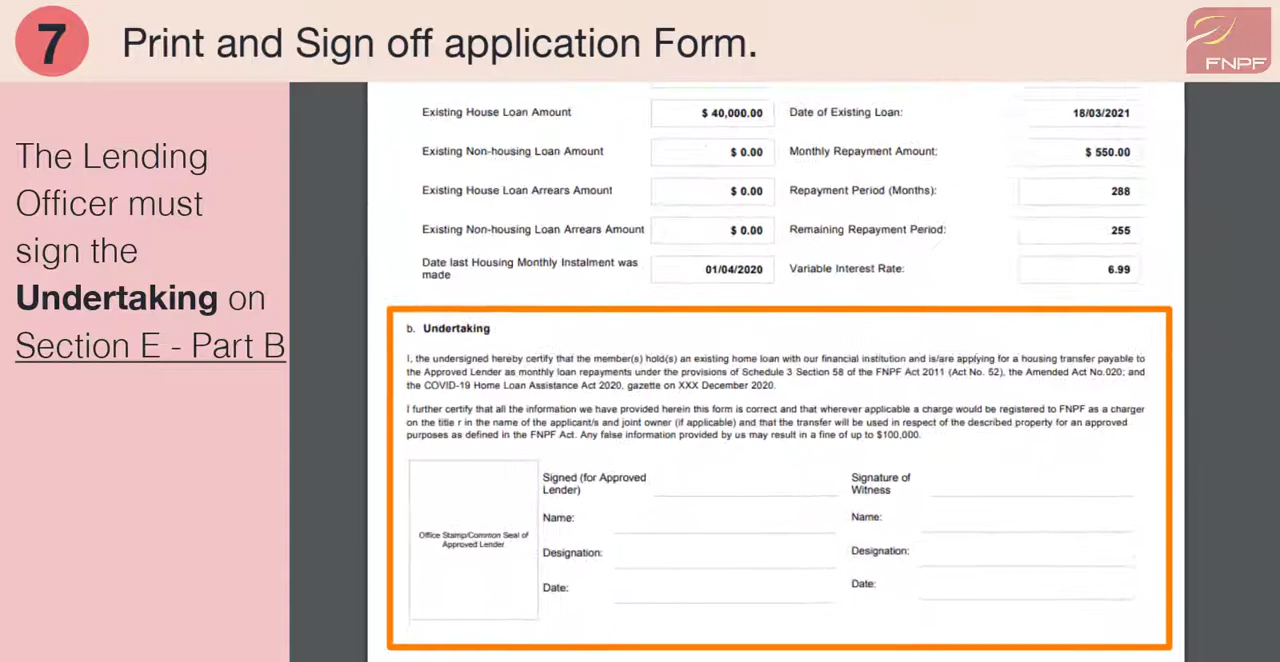 7 Print and Sign off application Form.
FNPF
The Lending
Officer must
sign the
Undertaking on
Section E - Part B
Existing House Loan Amount $ 40,000.00 Date of Existing Loan: 18/03/2021
Existing Non-housing Loan Amount $ 0.00 Monthly Repayment Amount: $ 550.00
Existing House Loan Arrears Amount $ 0.00 Repayment Period (Months): 288
Existing Non-housing Loan Arrears Amount $ 0.00 Remaining Repayment Period: 255
Date last Housing Monthly Instalment was
made 01/04/2020 Variable Interest Rate: 6.99
b. Undertaking
I, the undersigned hereby certify that the member(s) hold(s) an existing home loan with our financial institution and is/are applying for a housing transfer payable to
the Approved Lender as monthly loan repayments under the provisions of Schedule 3 Section 58 of the FNPF Act 2011 (Act No. 52), the Amended Act No.020; and
the COVID-19 Home Loan Assistance Act 2020, gazette on XXX December 2020.
I further certify that all the information we have provided herein this form is correct and that wherever applicable a charge would be registered to FNPF as a charger
on the title r in the name of the applicant/s and joint owner (if applicable) and that the transfer will be used in respect of the described property for an approved
purposes as defined in the FNPF Act. Any false information provided by us may result in a fine of up to $100,000.
Office Stamp/Common Seal of
Approved Lender
Signed (for Approved
Lender)
Name:
Designation:
Date:
Signature of
Witness
Name:
Designation:
Date: